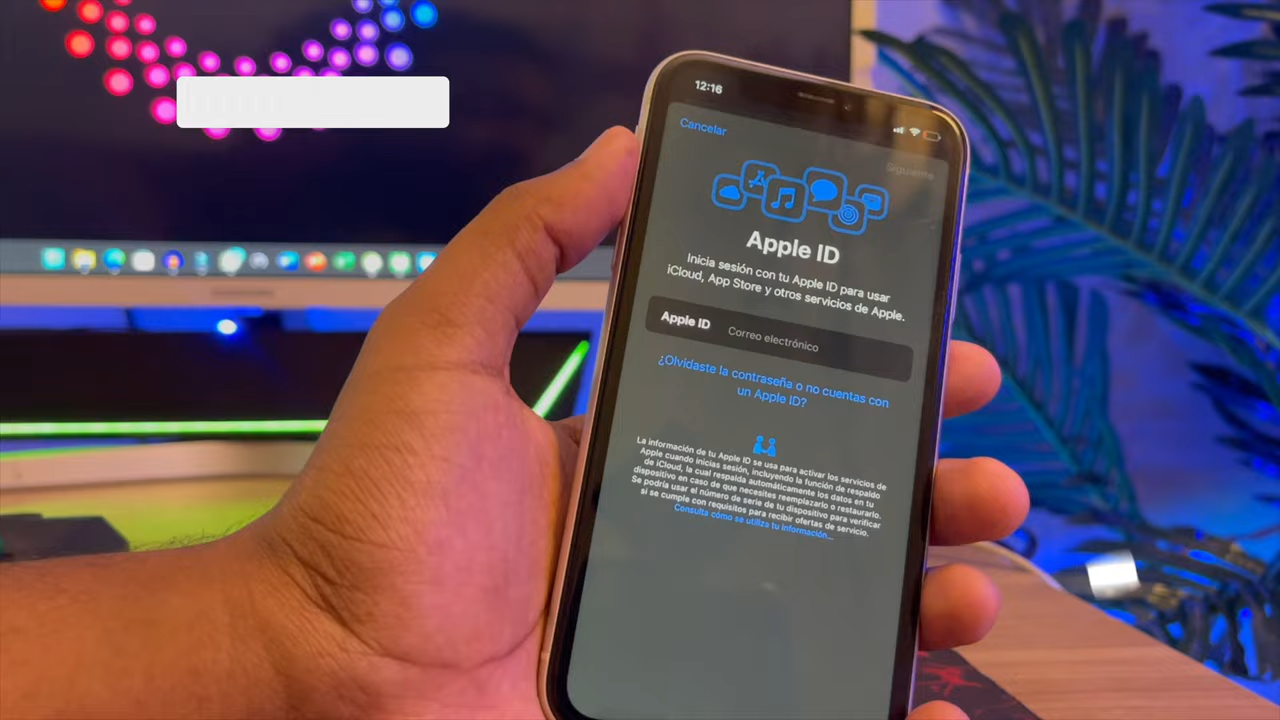 12:16
Cancelar
Siguiente
Apple ID
Inicia sesión con tu Apple ID para usar
iCloud, App Store y otros servicios de Apple.
Apple ID Correo electrónico
¿Olvidaste la contraseña o no cuentas con
un Apple ID?
La información de tu Apple ID se usa para activar los servicios de
Apple cuando inicias sesión, incluyendo la función de respaldo
de iCloud, la cual respalda automáticamente los datos en tu
dispositivo en caso de que necesites reemplazarlo o restaurarlo.
Se podría usar el número de serie de tu dispositivo para verificar
si se cumple con requisitos para recibir ofertas de servicio.
Consulta cómo se utiliza tu información...